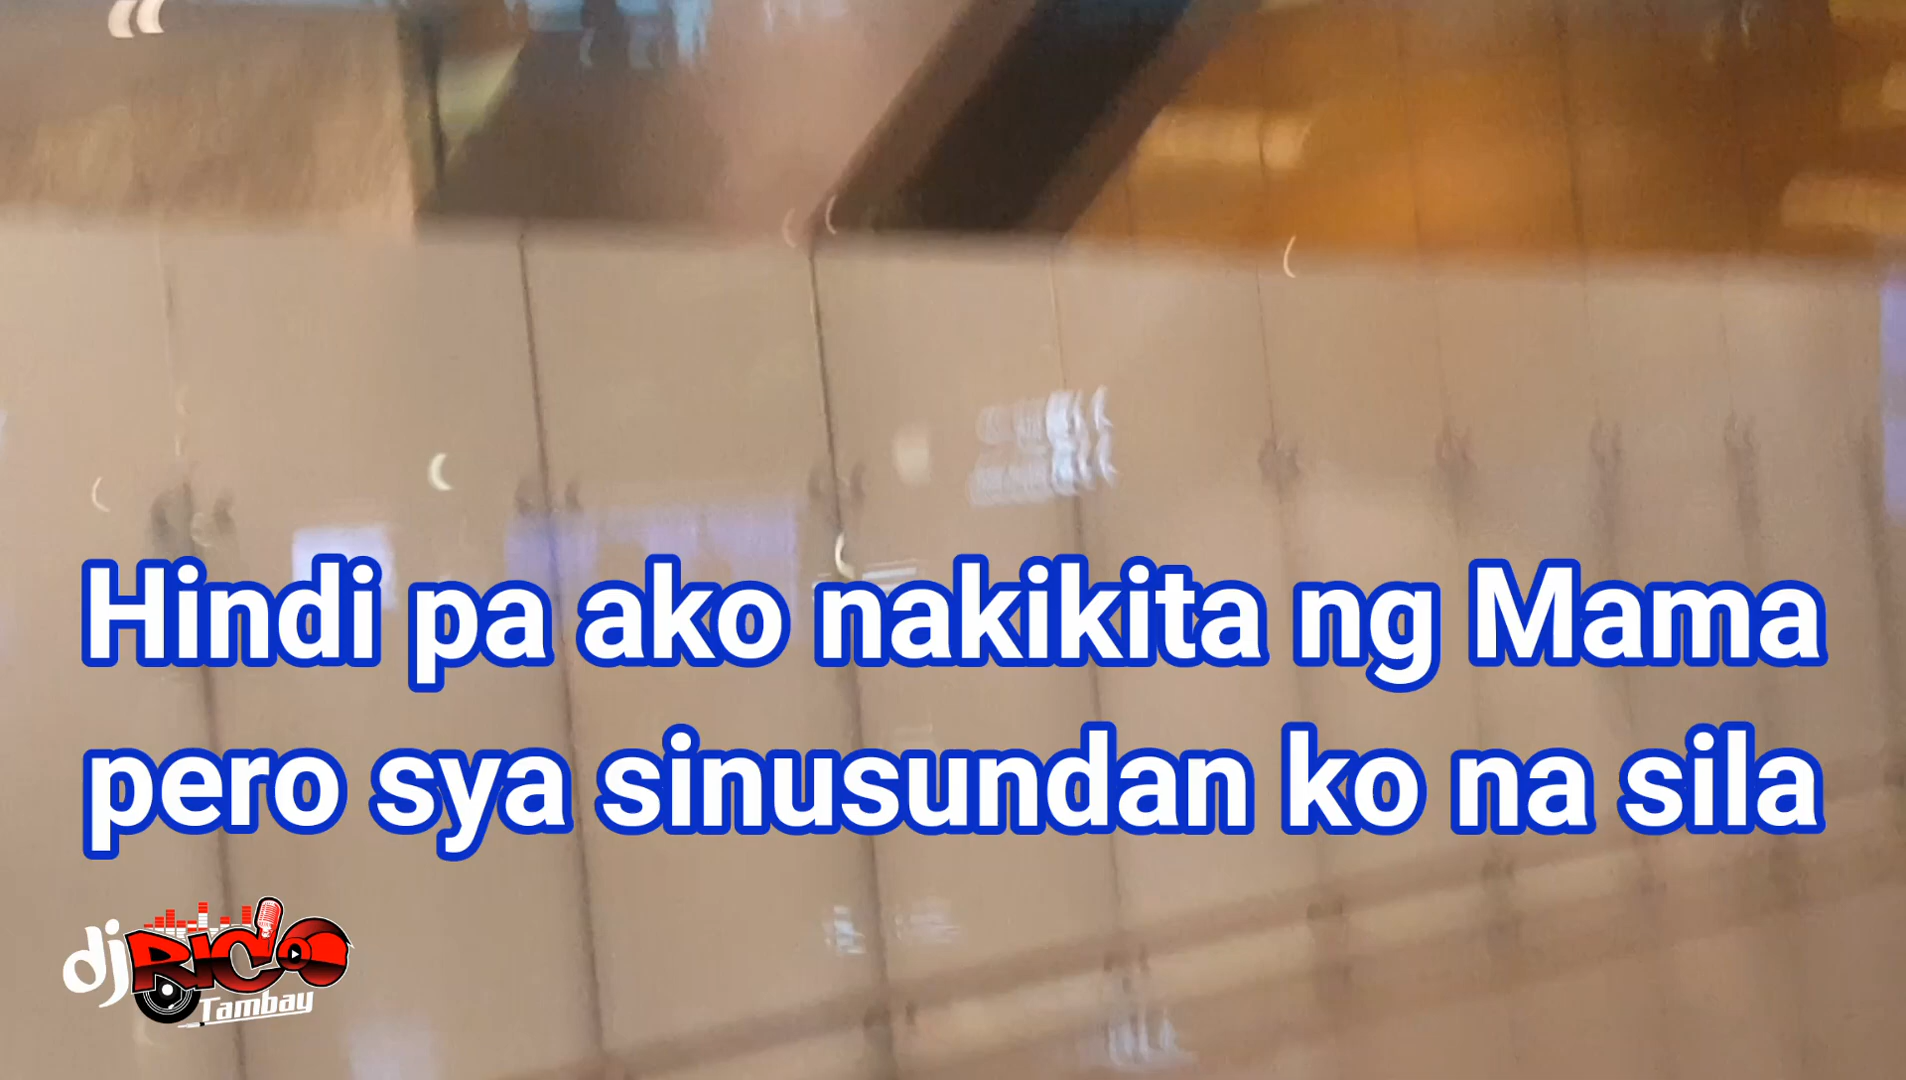 Hindi pa ako nakikita ng Mama
pero sya sinusundan ko na sila
dj RICO
Tambay